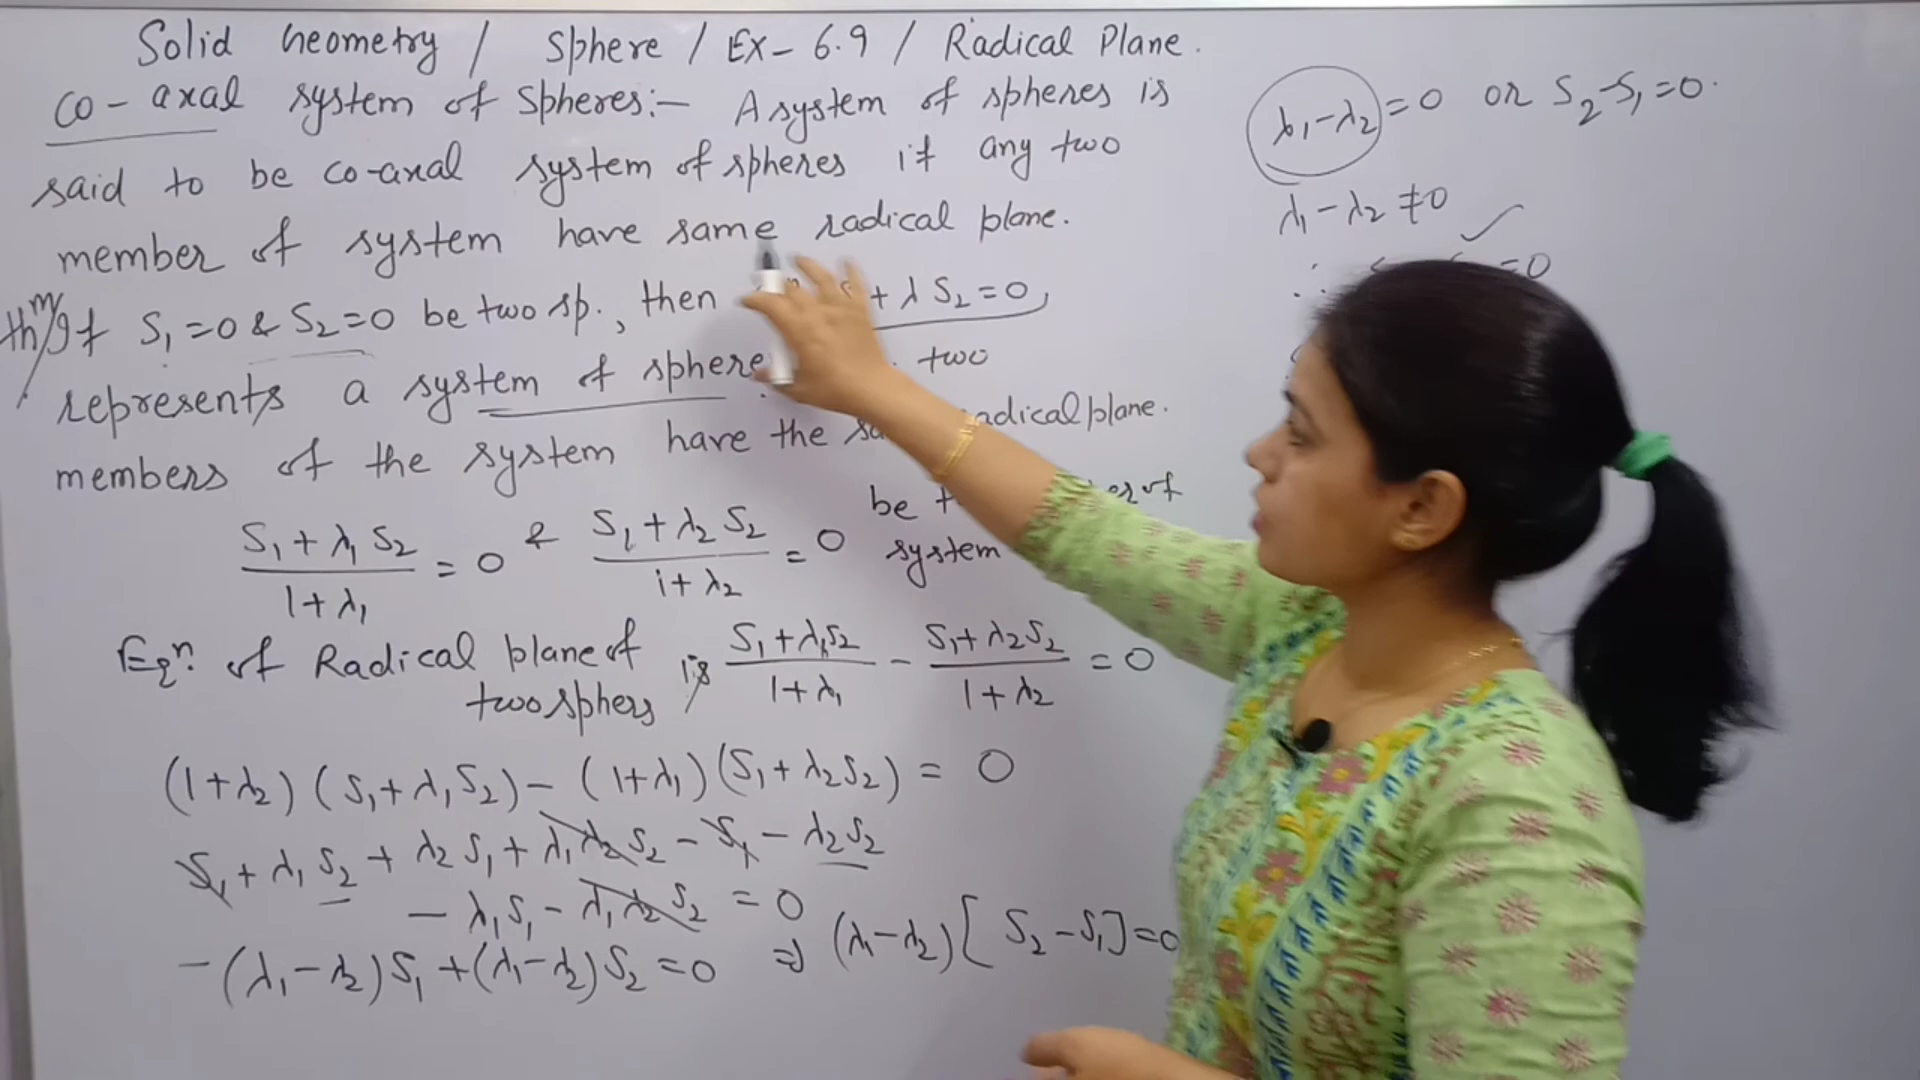 Solid Geometry / Sphere / Ex- 6.9 / Radical Plane.
Co-axal system of Spheres:- A system of spheres is
said to be co-axal system of spheres if any two
member of system have same radical plane.
thm/ If S₁=0 & S₂=0 be two sp., then + λ S₂=0,
represents a system of sphere two
members of the system have the radical plane.
(S₁+λ₁S₂)/(1+λ₁) = 0 & (S₁+λ₂S₂)/(1+λ₂) = 0 be of
system
Eqⁿ. of Radical plane of two sphers is (S₁+λ₁S₂)/(1+λ₁) - (S₁+λ₂S₂)/(1+λ₂) = 0
(1+λ₂)(S₁+λ₁S₂) - (1+λ₁)(S₁+λ₂S₂) = 0
S₁+λ₁S₂+λ₂S₁+λ₁λ₂S₂-S₁-λ₂S₂
-λ₁S₁-λ₁λ₂S₂ = 0
-(λ₁-λ₂)S₁+(λ₁-λ₂)S₂=0 ⇒ (λ₁-λ₂)[S₂-S₁]=0
λ₁-λ₂=0 or S₂-S₁=0.
λ₁-λ₂≠0
∴ =0